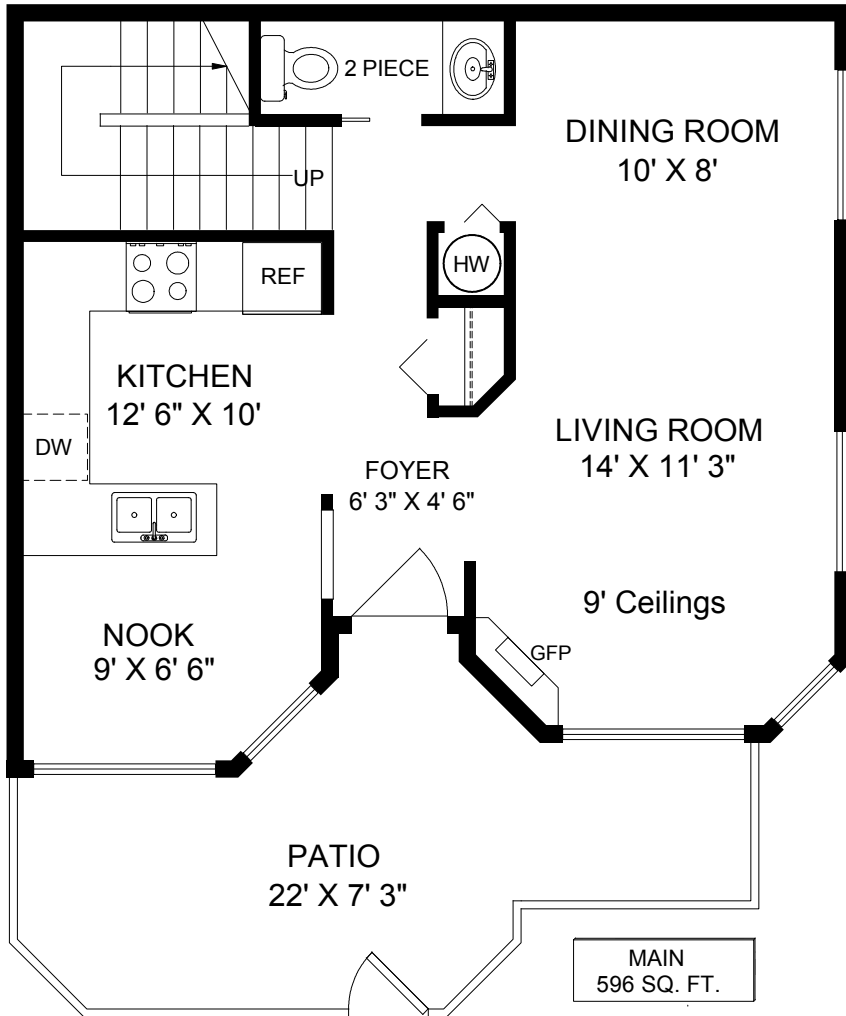 2 PIECE
DINING ROOM
10' X 8'
UP
HW
REF
KITCHEN
12' 6" X 10'
DW
LIVING ROOM
14' X 11' 3"
FOYER
6' 3" X 4' 6"
9' Ceilings
NOOK
9' X 6' 6"
GFP
PATIO
22' X 7' 3"
MAIN
596 SQ. FT.